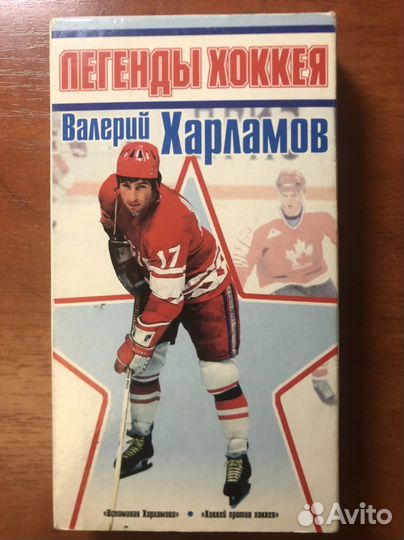 ЛЕГЕНДЫ ХОККЕЯ
Валерий Харламов
17
«Вспоминая Харламова» • «Хоккей против хоккея»
Avito